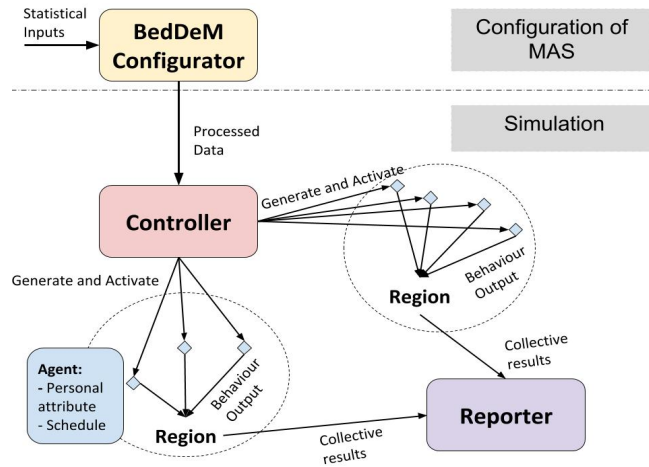 Statistical
Inputs
BedDeM
Configurator
Configuration of
MAS
Processed
Data
Simulation
Controller
Generate and Activate
Behaviour
Output
Region
Generate and Activate
Agent:
- Personal
attribute
- Schedule
Behaviour
Output
Region
Collective
results
Collective
results
Reporter